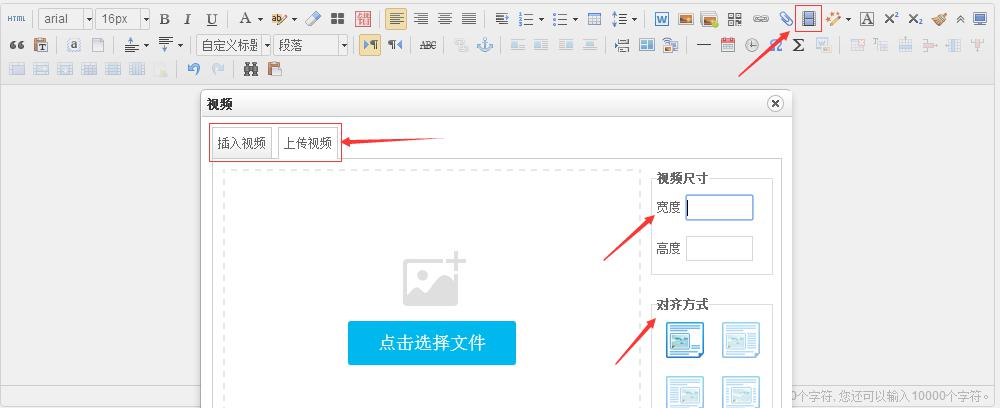 HTML arial 16px B I U A ab
自定义标题 段落 ABC
视频
插入视频 上传视频
视频尺寸
宽度
高度
对齐方式
点击选择文件
0个字符, 您还可以输入10000个字符。